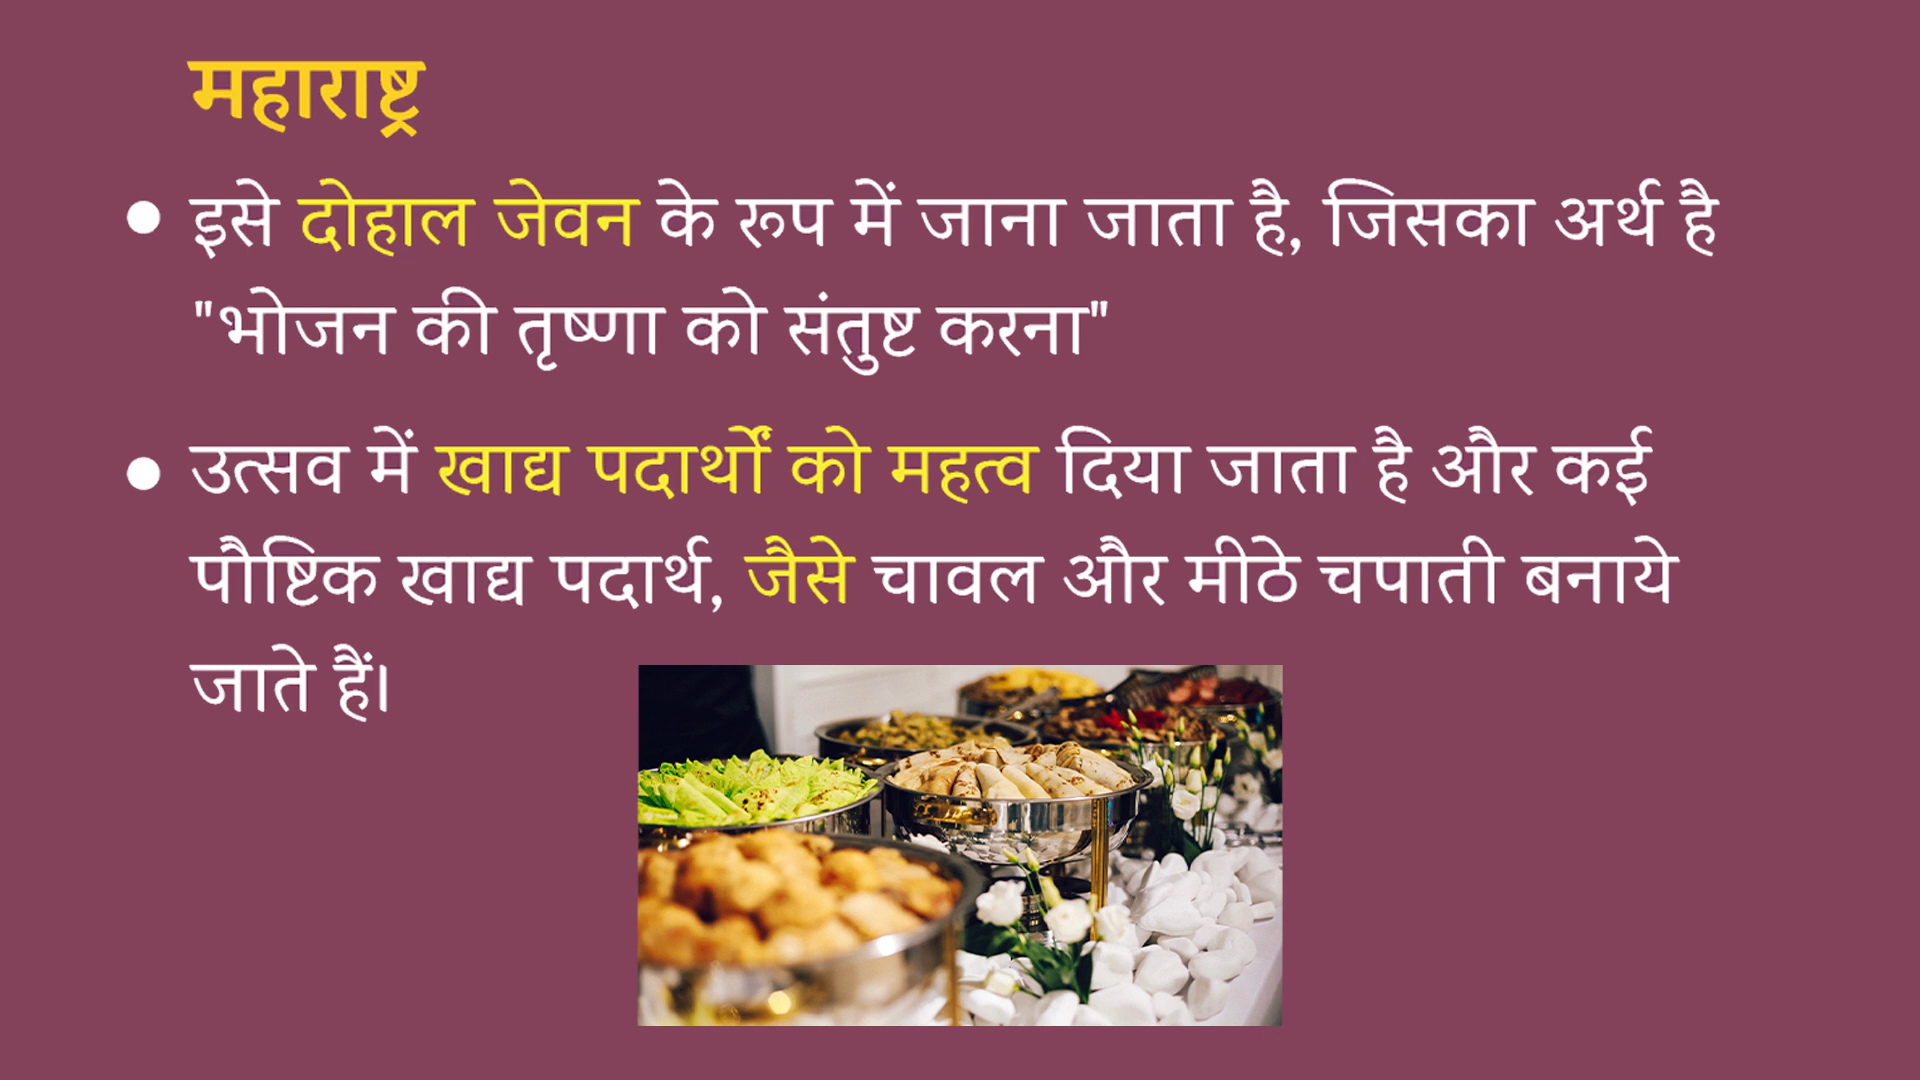 महाराष्ट्र
इसे दोहाल जेवन के रूप में जाना जाता है, जिसका अर्थ है
"भोजन की तृष्णा को संतुष्ट करना"
उत्सव में खाद्य पदार्थों को महत्व दिया जाता है और कई
पौष्टिक खाद्य पदार्थ, जैसे चावल और मीठे चपाती बनाये
जाते हैं।